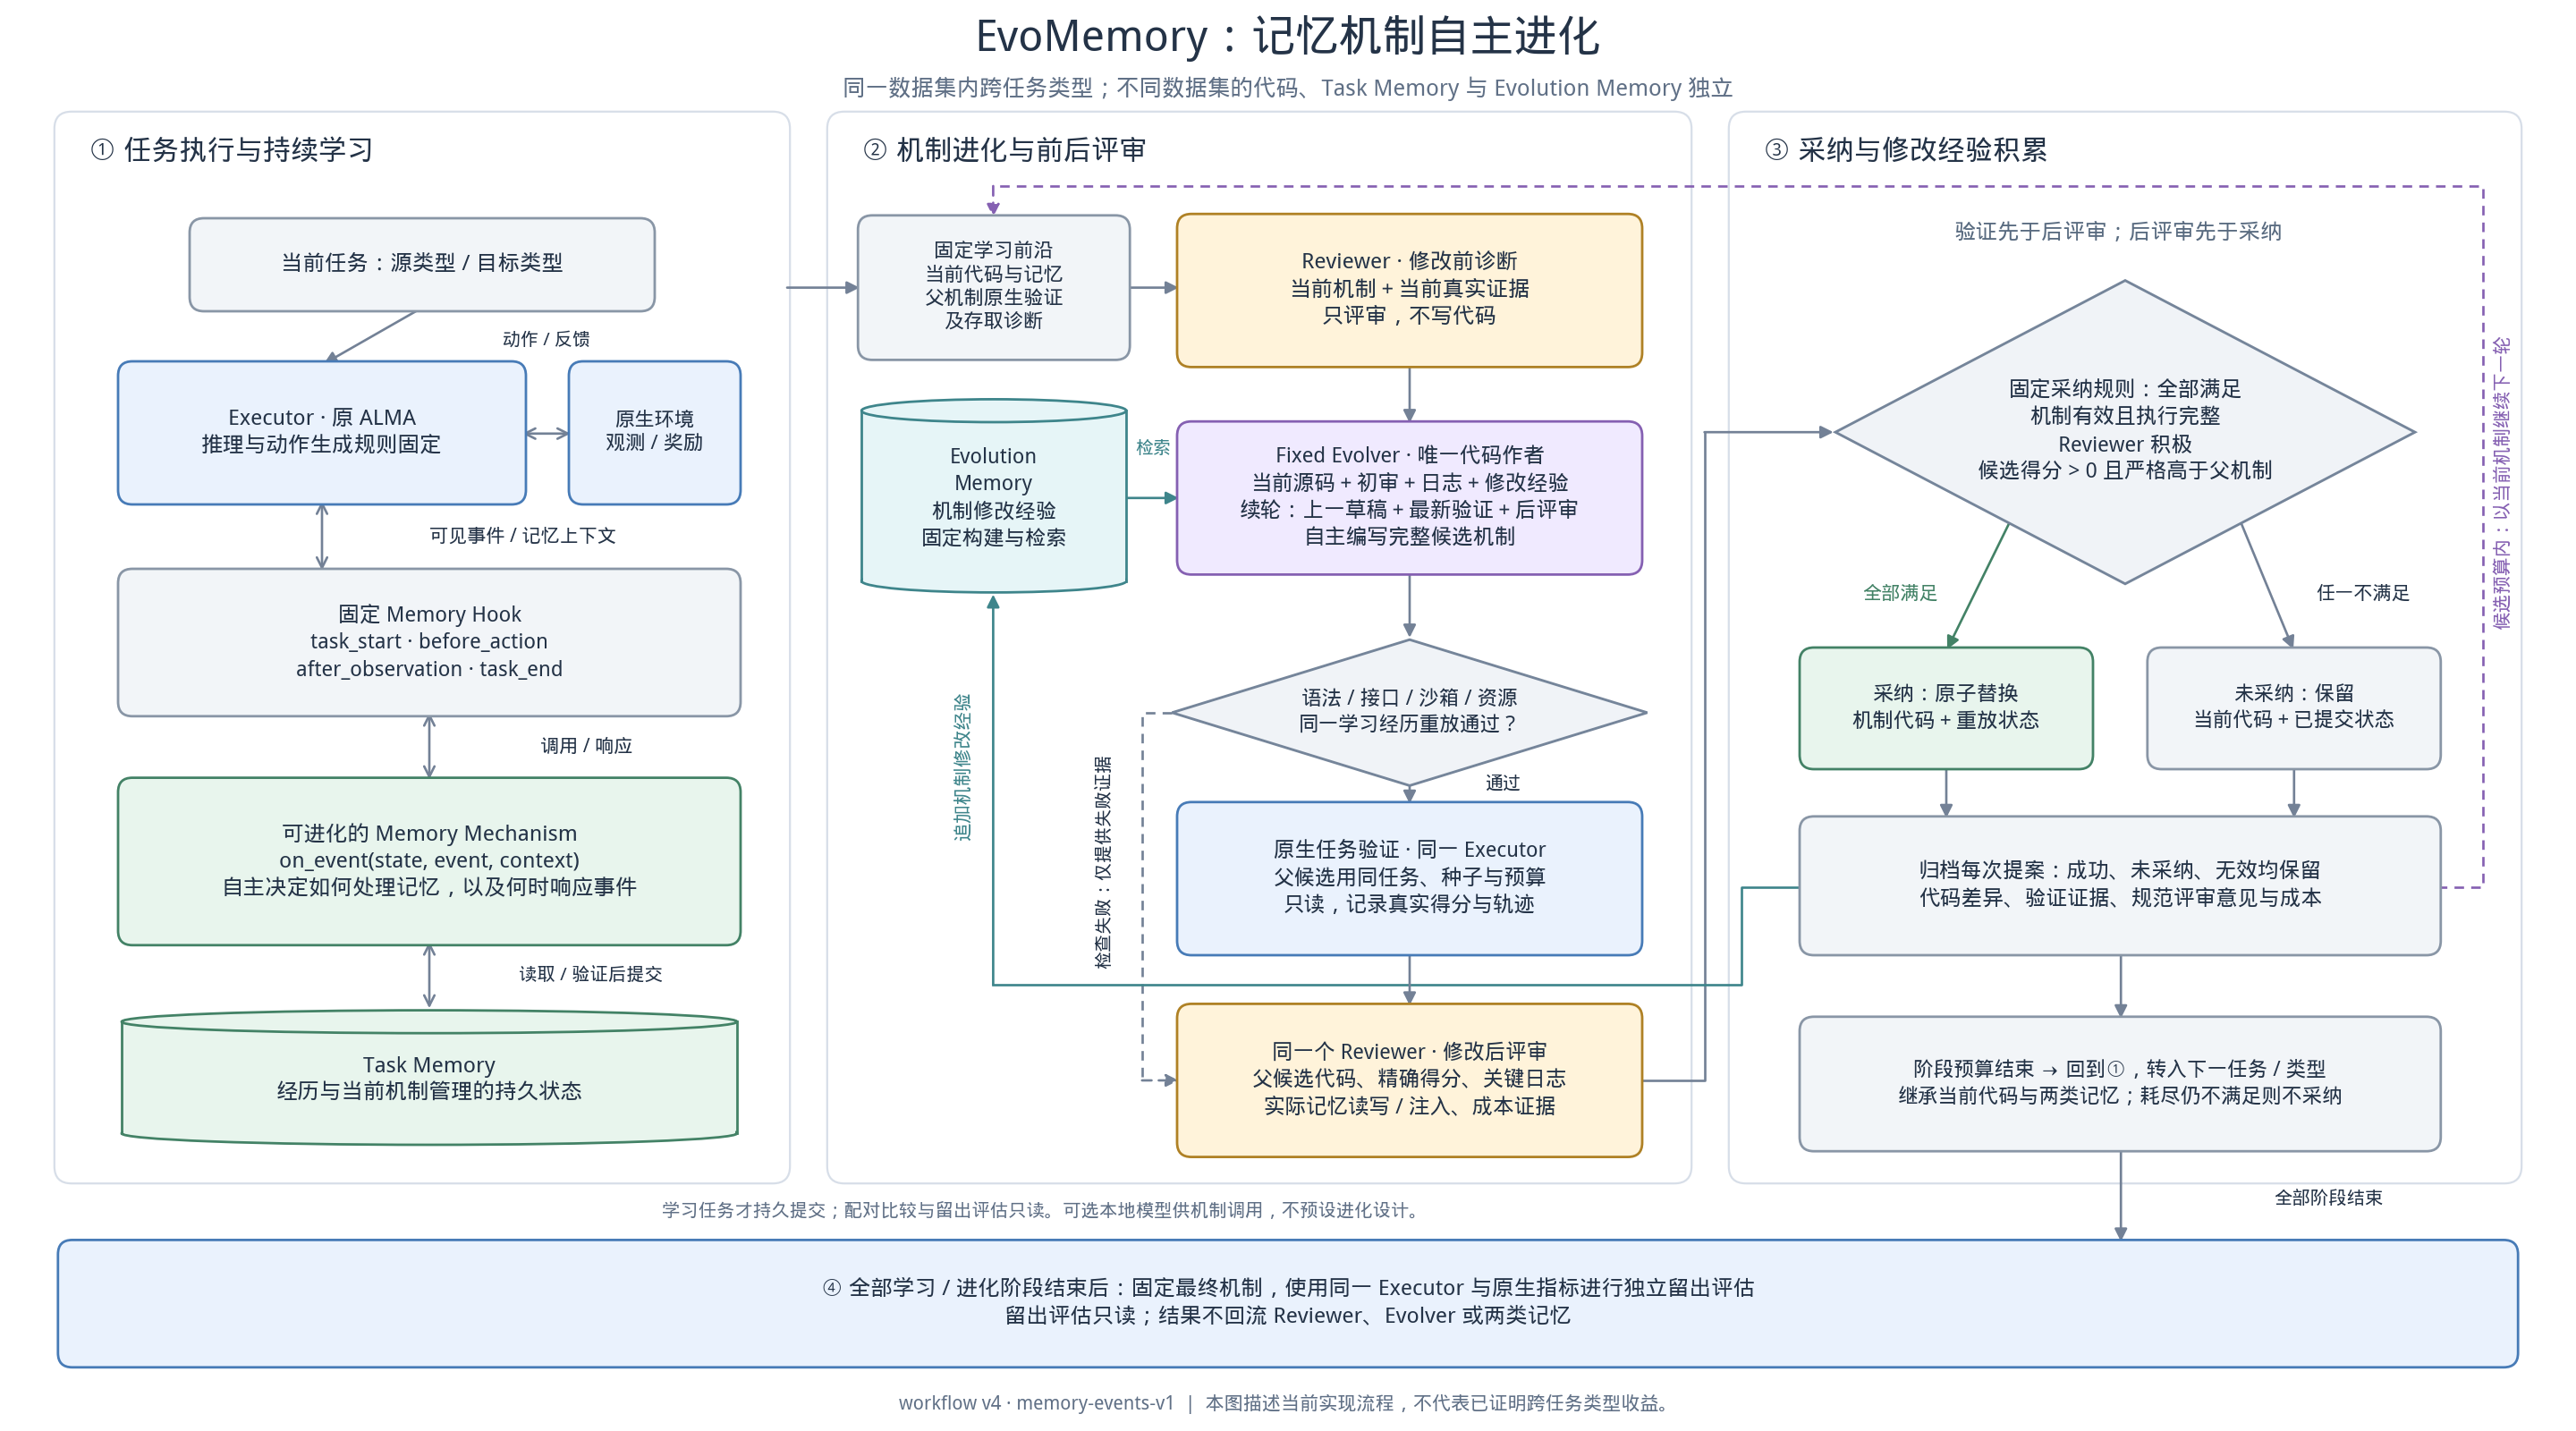 EvoMemory：记忆机制自主进化
同一数据集内跨任务类型；不同数据集的代码、Task Memory 与 Evolution Memory 独立
① 任务执行与持续学习
当前任务：源类型 / 目标类型
动作 / 反馈
Executor · 原 ALMA
推理与动作生成规则固定
原生环境
观测 / 奖励
可见事件 / 记忆上下文
固定 Memory Hook
task_start · before_action
after_observation · task_end
调用 / 响应
可进化的 Memory Mechanism
on_event(state, event, context)
自主决定如何处理记忆，以及何时响应事件
读取 / 验证后提交
Task Memory
经历与当前机制管理的持久状态
② 机制进化与前后评审
固定学习前沿
当前代码与记忆
父机制原生验证
及存取诊断
Reviewer · 修改前诊断
当前机制 + 当前真实证据
只评审，不写代码
Evolution
Memory
机制修改经验
固定构建与检索
检索
Fixed Evolver · 唯一代码作者
当前源码 + 初审 + 日志 + 修改经验
续轮：上一草稿 + 最新验证 + 后评审
自主编写完整候选机制
追加机制修改经验
语法 / 接口 / 沙箱 / 资源
同一学习经历重放通过？
通过
检查失败：仅提供失败证据
原生任务验证 · 同一 Executor
父候选用同任务、种子与预算
只读，记录真实得分与轨迹
同一个 Reviewer · 修改后评审
父候选代码、精确得分、关键日志
实际记忆读写 / 注入、成本证据
③ 采纳与修改经验积累
验证先于后评审；后评审先于采纳
固定采纳规则：全部满足
机制有效且执行完整
Reviewer 积极
候选得分 > 0 且严格高于父机制
全部满足
任一不满足
候选预算内：以当前机制继续下一轮
采纳：原子替换
机制代码 + 重放状态
未采纳：保留
当前代码 + 已提交状态
归档每次提案：成功、未采纳、无效均保留
代码差异、验证证据、规范评审意见与成本
阶段预算结束 → 回到①，转入下一任务 / 类型
继承当前代码与两类记忆；耗尽仍不满足则不采纳
全部阶段结束
学习任务才持久提交；配对比较与留出评估只读。可选本地模型供机制调用，不预设进化设计。
④ 全部学习 / 进化阶段结束后：固定最终机制，使用同一 Executor 与原生指标进行独立留出评估
留出评估只读；结果不回流 Reviewer、Evolver 或两类记忆
workflow v4 · memory-events-v1 | 本图描述当前实现流程，不代表已证明跨任务类型收益。